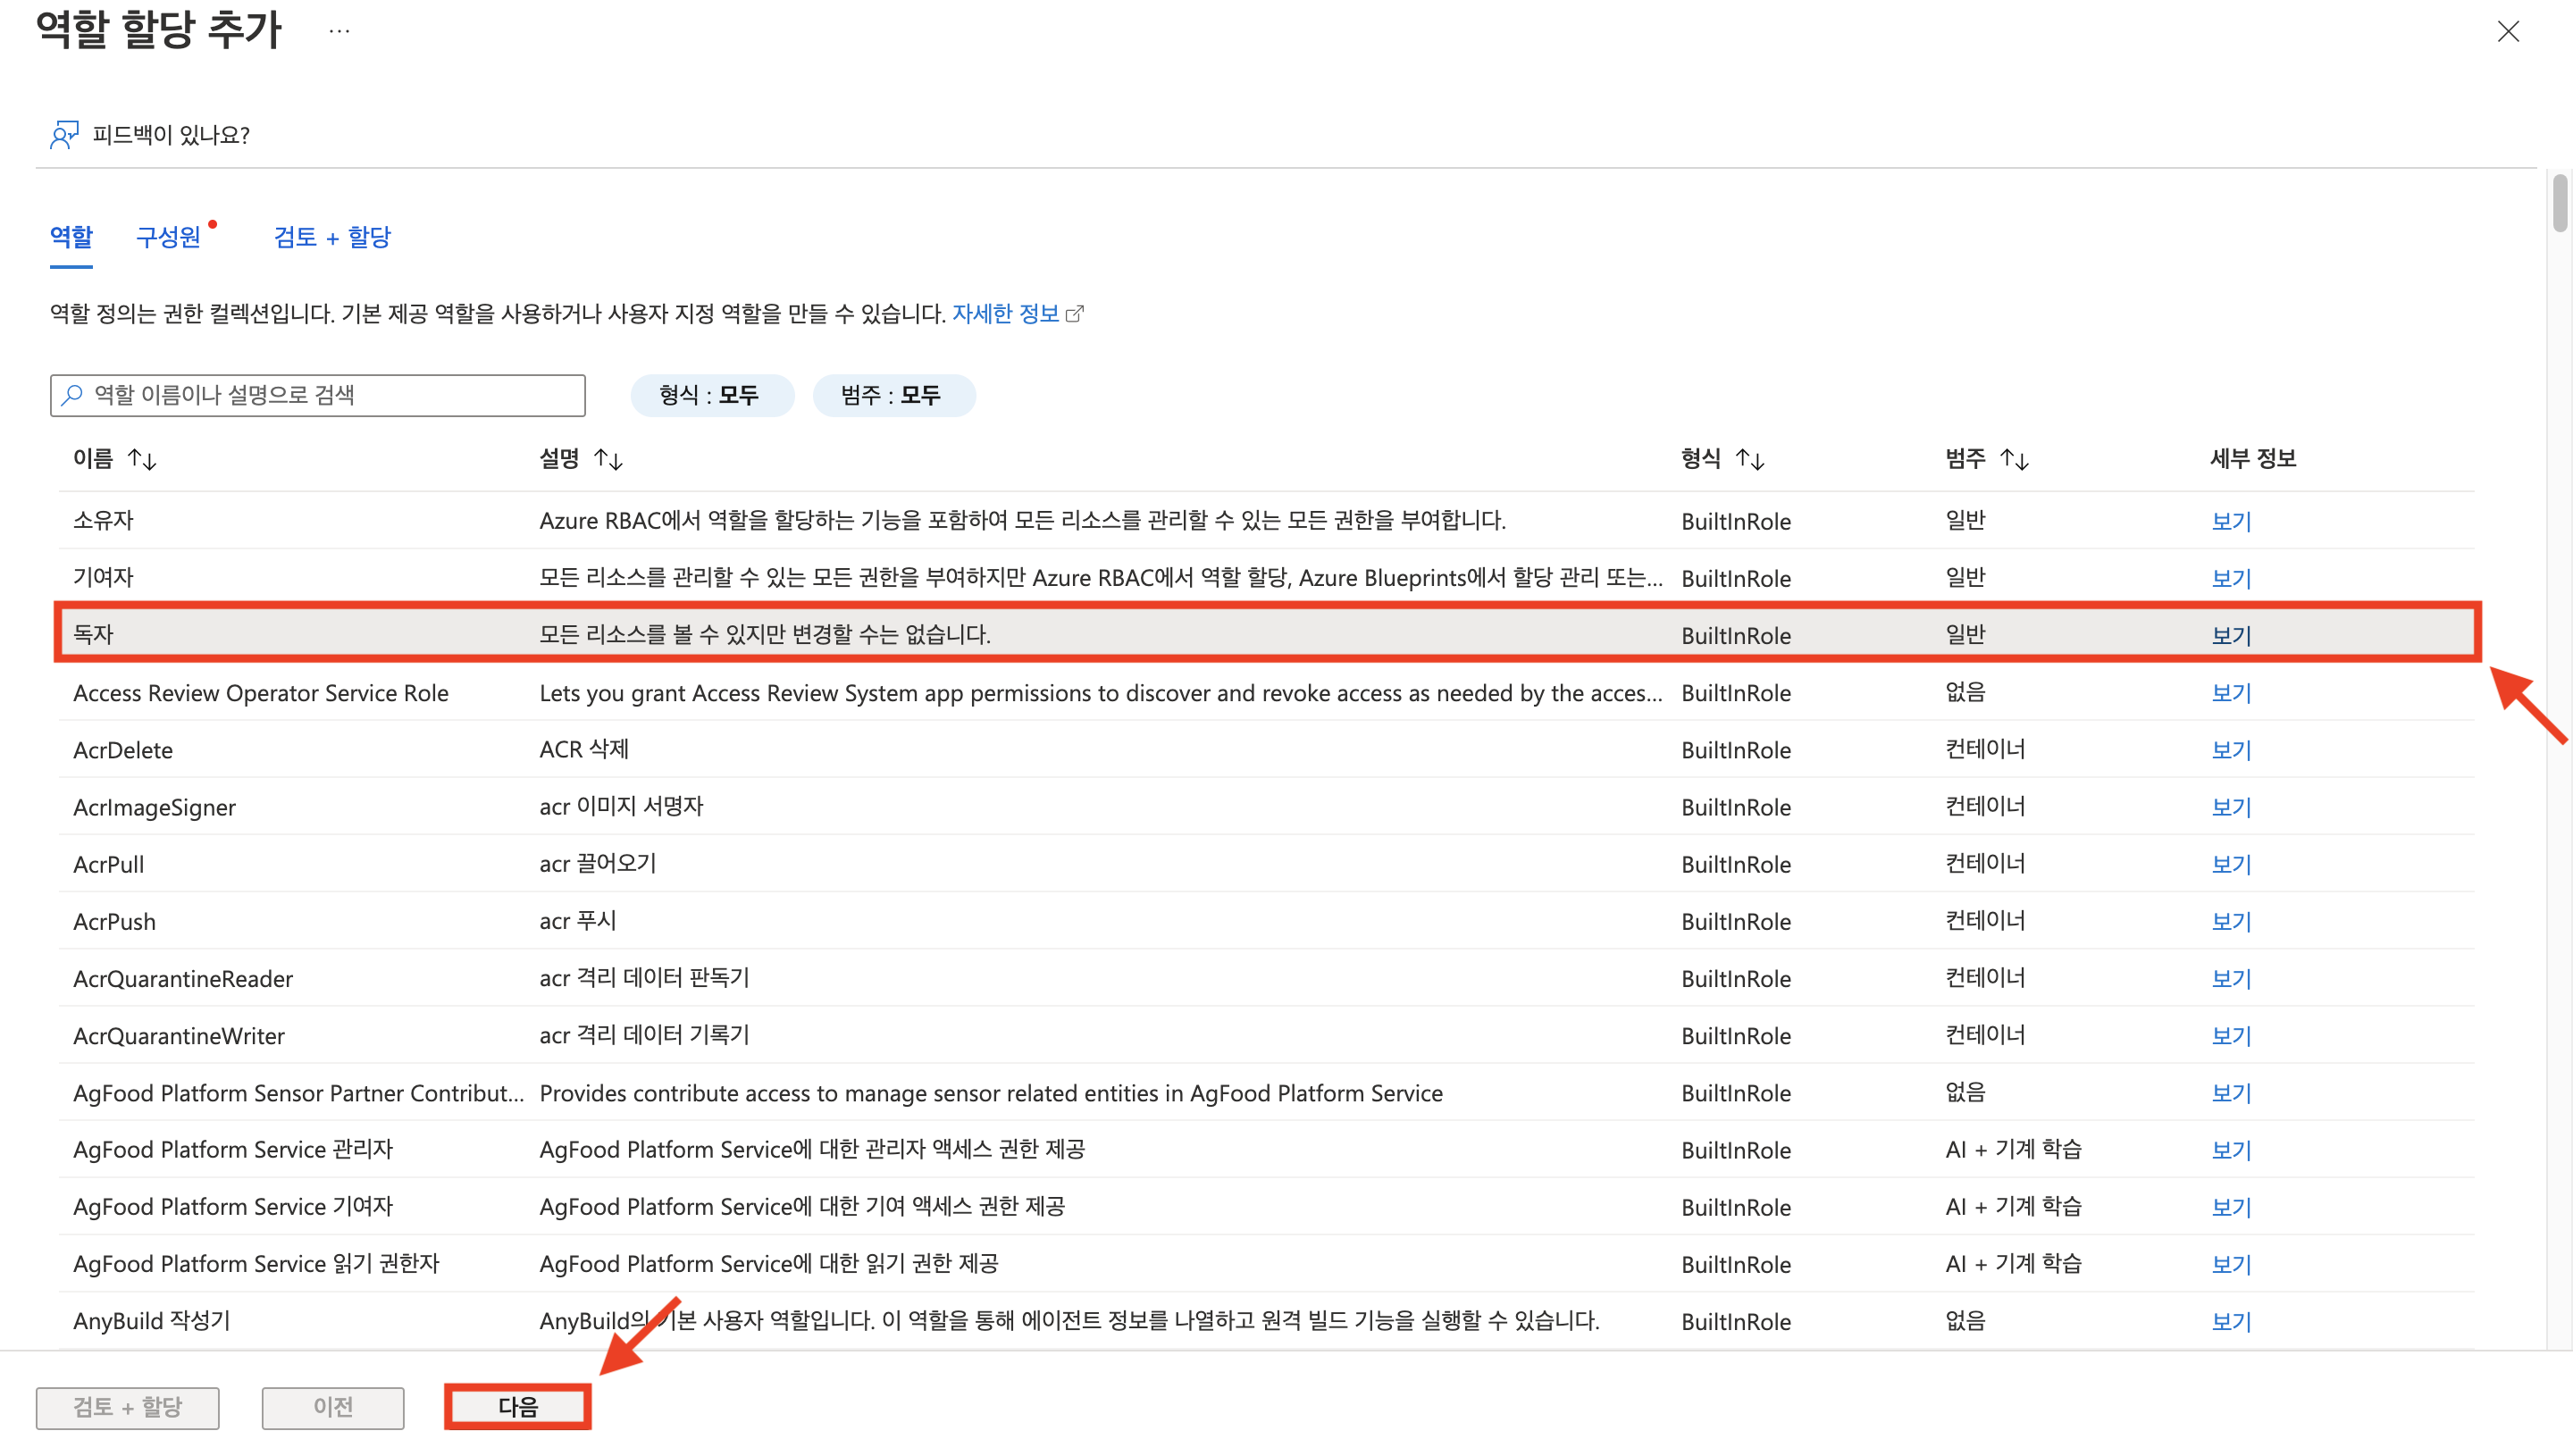 역할 할당 추가 ...
피드백이 있나요?
역할 구성원 검토 + 할당
역할 정의는 권한 컬렉션입니다. 기본 제공 역할을 사용하거나 사용자 지정 역할을 만들 수 있습니다. 자세한 정보
역할 이름이나 설명으로 검색 형식 : 모두 범주 : 모두
이름 ↑↓ 설명 ↑↓ 형식 ↑↓ 범주 ↑↓ 세부 정보
소유자 Azure RBAC에서 역할을 할당하는 기능을 포함하여 모든 리소스를 관리할 수 있는 모든 권한을 부여합니다. BuiltInRole 일반 보기
기여자 모든 리소스를 관리할 수 있는 모든 권한을 부여하지만 Azure RBAC에서 역할 할당, Azure Blueprints에서 할당 관리 또는... BuiltInRole 일반 보기
독자 모든 리소스를 볼 수 있지만 변경할 수는 없습니다. BuiltInRole 일반 보기
Access Review Operator Service Role Lets you grant Access Review System app permissions to discover and revoke access as needed by the acces... BuiltInRole 없음 보기
AcrDelete ACR 삭제 BuiltInRole 컨테이너 보기
AcrImageSigner acr 이미지 서명자 BuiltInRole 컨테이너 보기
AcrPull acr 끌어오기 BuiltInRole 컨테이너 보기
AcrPush acr 푸시 BuiltInRole 컨테이너 보기
AcrQuarantineReader acr 격리 데이터 판독기 BuiltInRole 컨테이너 보기
AcrQuarantineWriter acr 격리 데이터 기록기 BuiltInRole 컨테이너 보기
AgFood Platform Sensor Partner Contribut... Provides contribute access to manage sensor related entities in AgFood Platform Service BuiltInRole 없음 보기
AgFood Platform Service 관리자 AgFood Platform Service에 대한 관리자 액세스 권한 제공 BuiltInRole AI + 기계 학습 보기
AgFood Platform Service 기여자 AgFood Platform Service에 대한 기여 액세스 권한 제공 BuiltInRole AI + 기계 학습 보기
AgFood Platform Service 읽기 권한자 AgFood Platform Service에 대한 읽기 권한 제공 BuiltInRole AI + 기계 학습 보기
AnyBuild 작성기 AnyBuild의 기본 사용자 역할입니다. 이 역할을 통해 에이전트 정보를 나열하고 원격 빌드 기능을 실행할 수 있습니다. BuiltInRole 없음 보기
검토 + 할당 이전 다음